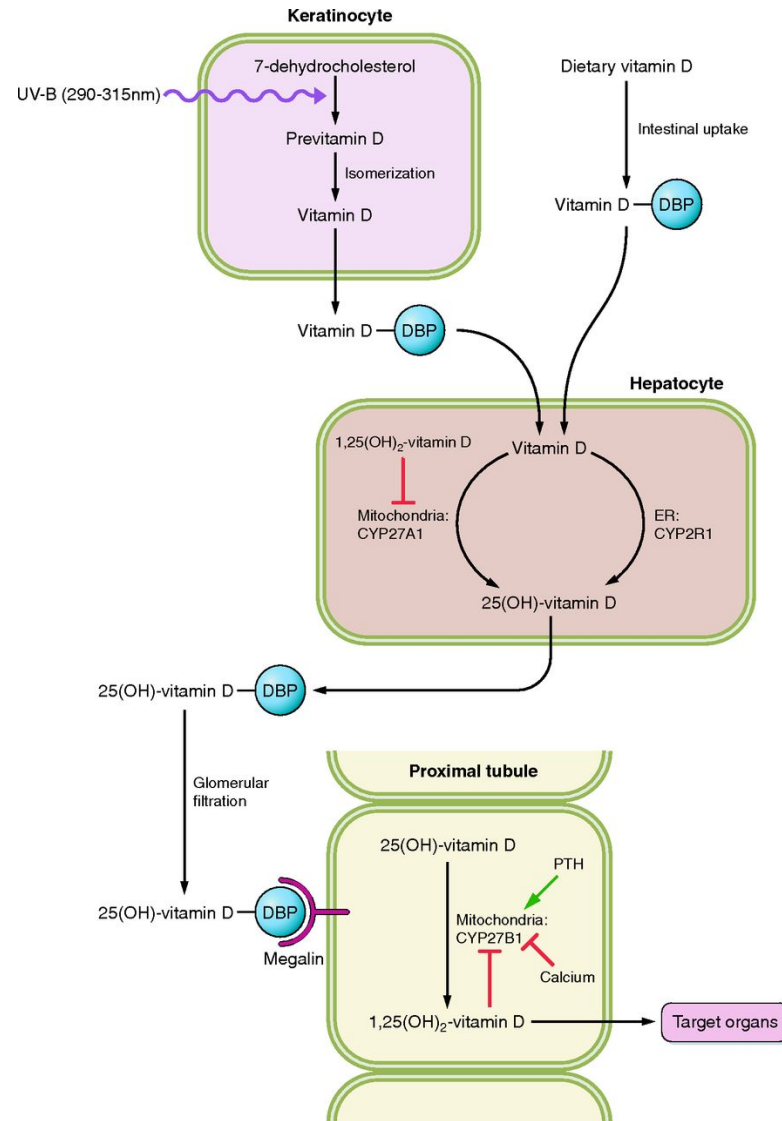 Keratinocyte
7-dehydrocholesterol
UV-B (290-315nm)
Previtamin D
Isomerization
Vitamin D
Vitamin D DBP
Dietary vitamin D
Intestinal uptake
Vitamin D DBP
Hepatocyte
1,25(OH)₂-vitamin D
Vitamin D
Mitochondria:
CYP27A1
ER:
CYP2R1
25(OH)-vitamin D
25(OH)-vitamin D DBP
Glomerular
filtration
25(OH)-vitamin D DBP
Megalin
Proximal tubule
25(OH)-vitamin D
PTH
Mitochondria:
CYP27B1
Calcium
1,25(OH)₂-vitamin D
Target organs